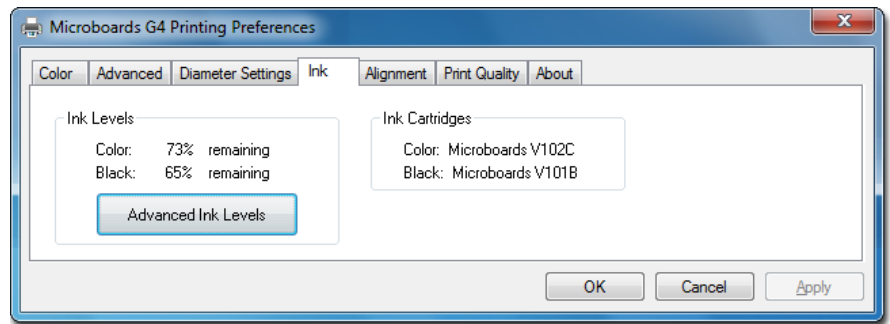 Microboards G4 Printing Preferences
Color Advanced Diameter Settings Ink Alignment Print Quality About
Ink Levels
Color: 73% remaining
Black: 65% remaining
Advanced Ink Levels
Ink Cartridges
Color: Microboards V102C
Black: Microboards V101B
OK Cancel Apply